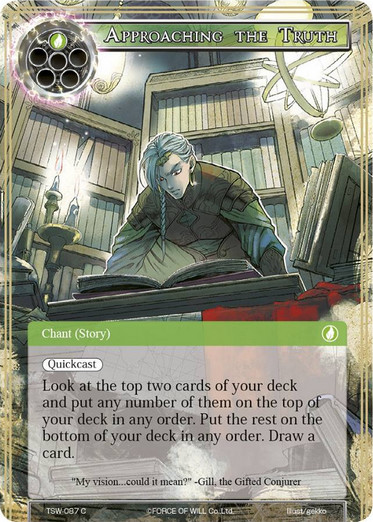 APPROACHING THE TRUTH
Chant (Story)
Quickcast
Look at the top two cards of your deck
and put any number of them on the top of
your deck in any order. Put the rest on the
bottom of your deck in any order. Draw a
card.
"My vision...could it mean?" -Gill, the Gifted Conjurer
TSW-087 C ©FORCE OF WILL Co.,Ltd. Illust/gekko